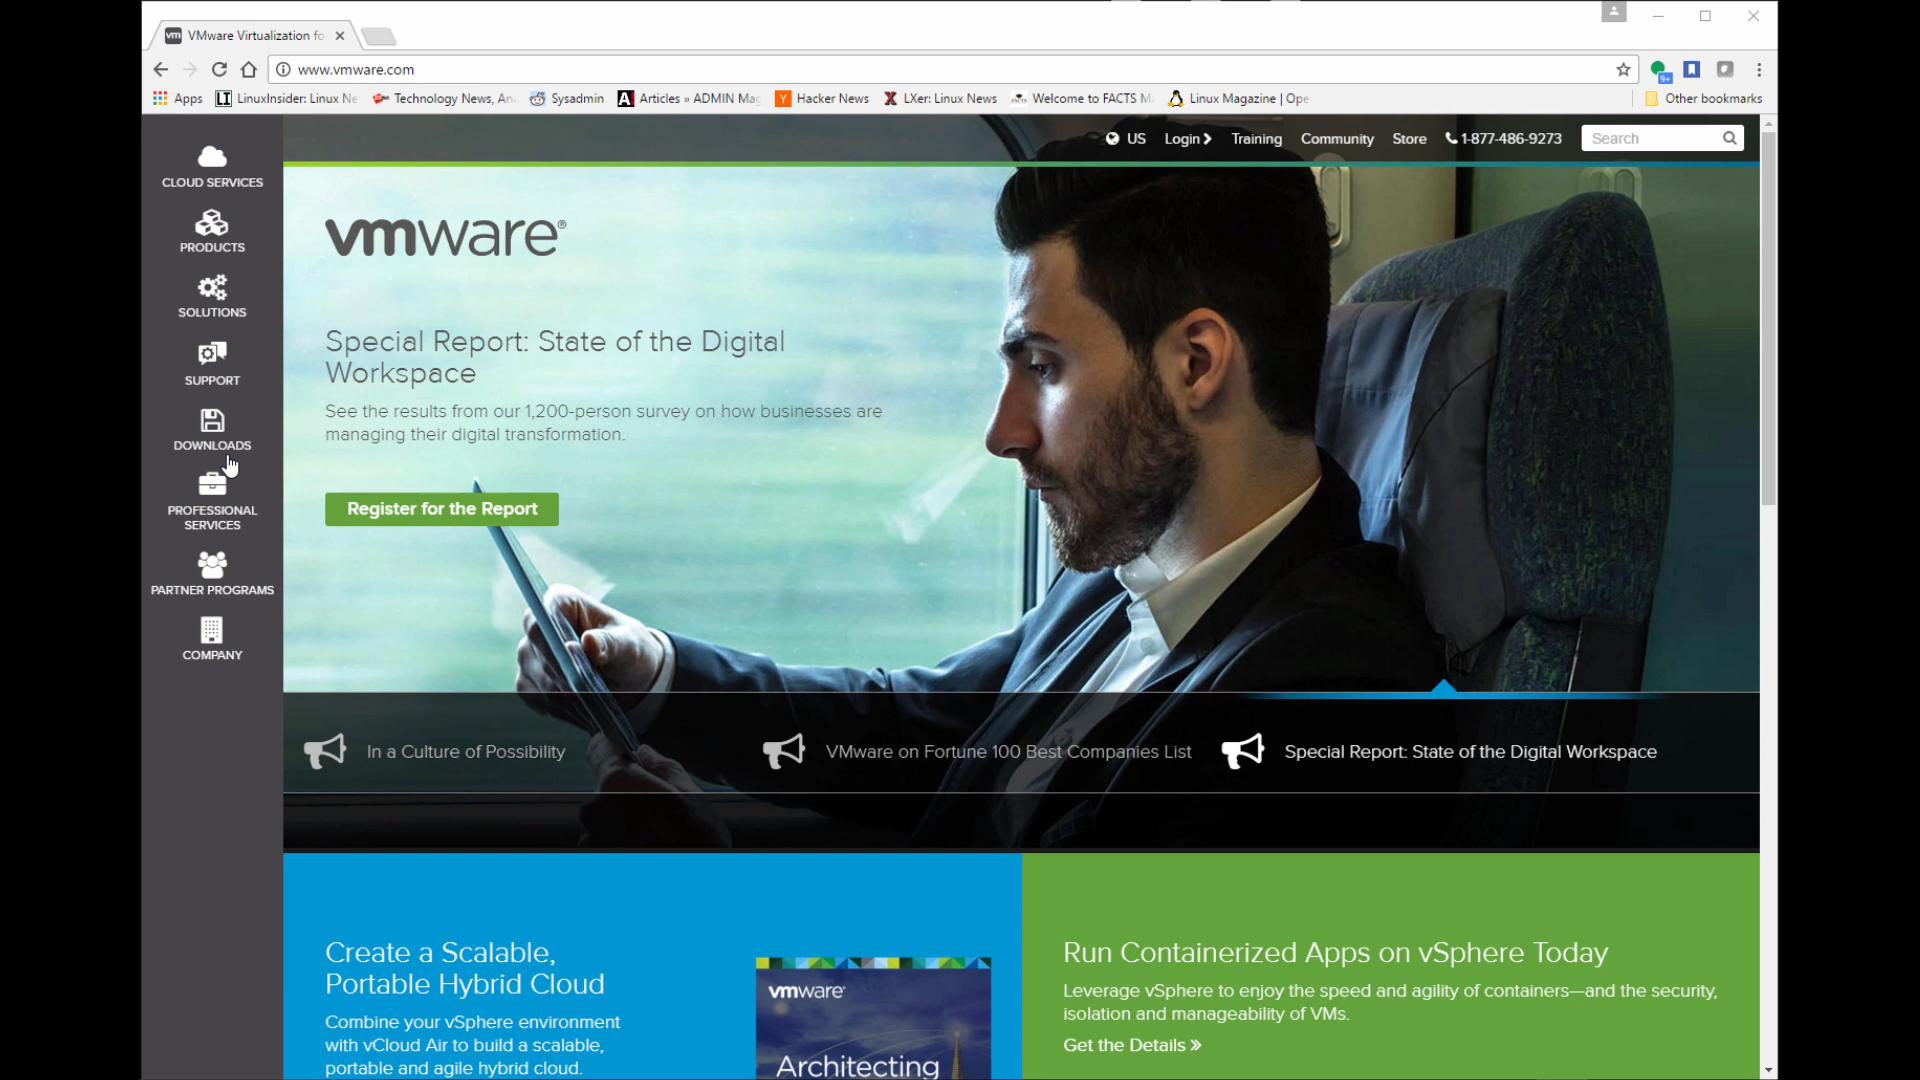 vm VMware Virtualization fo
www.vmware.com
Apps LI LinuxInsider: Linux Ne Technology News, An Sysadmin A Articles » ADMIN Mag Y Hacker News X LXer: Linux News FACTS Welcome to FACTS M Linux Magazine | Ope Other bookmarks
9+
US Login Training Community Store 1-877-486-9273 Search
CLOUD SERVICES
PRODUCTS
SOLUTIONS
SUPPORT
DOWNLOADS
PROFESSIONAL
SERVICES
PARTNER PROGRAMS
COMPANY
vmware®
Special Report: State of the Digital
Workspace
See the results from our 1,200-person survey on how businesses are
managing their digital transformation.
Register for the Report
In a Culture of Possibility
VMware on Fortune 100 Best Companies List
Special Report: State of the Digital Workspace
Create a Scalable,
Portable Hybrid Cloud
Combine your vSphere environment
with vCloud Air to build a scalable,
portable and agile hybrid cloud.
vmware
Architecting
Run Containerized Apps on vSphere Today
Leverage vSphere to enjoy the speed and agility of containers—and the security,
isolation and manageability of VMs.
Get the Details »